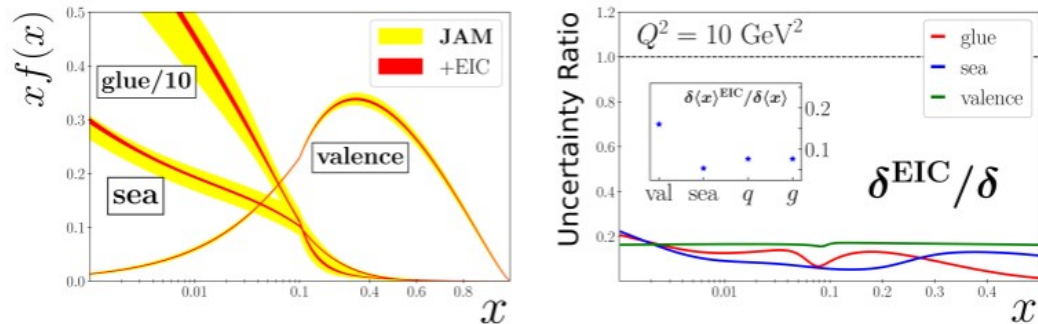 x f(x)
0.5
0.4
0.3
0.2
0.1
0.0
0.01
0.1
0.4
0.8
x
glue/10
sea
valence
JAM
+EIC
Uncertainty Ratio
1.2
1.0
0.8
0.6
0.4
0.2
0.01
0.1
0.2
0.3
0.4
x
Q² = 10 GeV²
glue
sea
valence
δ⟨x⟩^EIC/δ⟨x⟩
0.2
0.1
val
sea
q
g
δ^EIC/δ